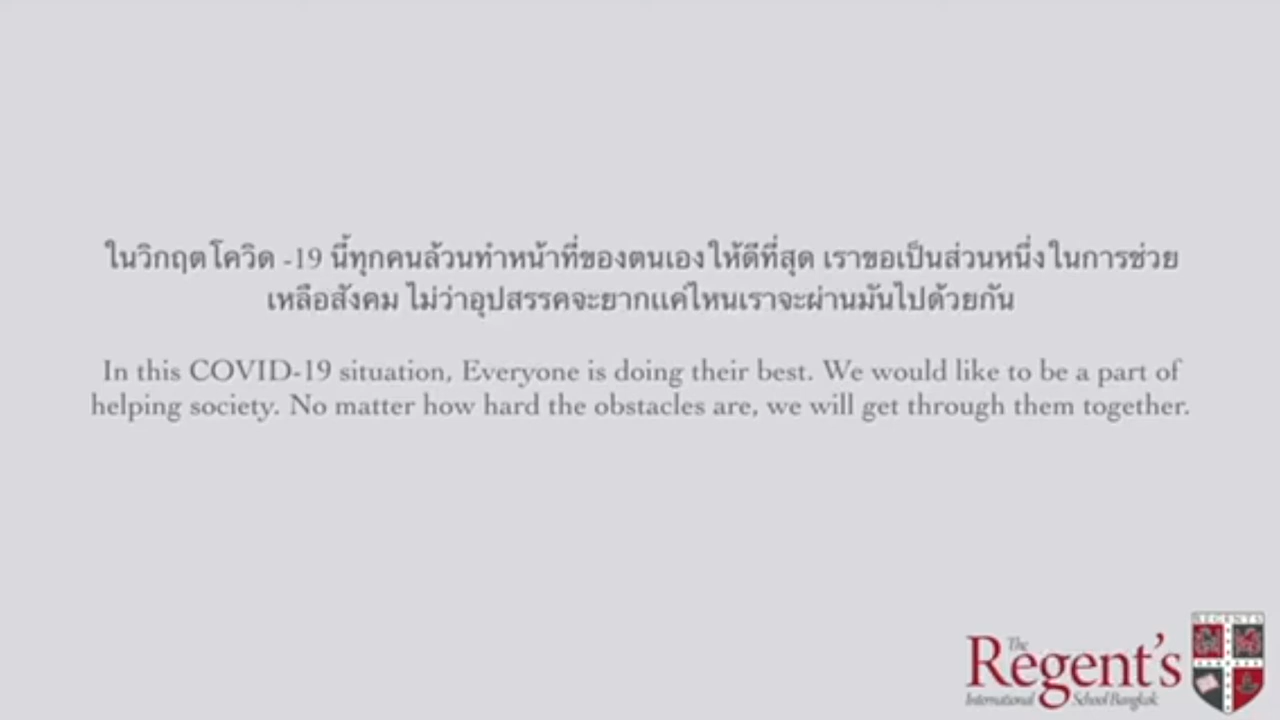 ในวิกฤตโควิด -19 นี้ทุกคนล้วนทำหน้าที่ของตนเองให้ดีที่สุด เราขอเป็นส่วนหนึ่งในการช่วย
เหลือสังคม ไม่ว่าอุปสรรคจะยากแค่ไหนเราจะผ่านมันไปด้วยกัน
In this COVID-19 situation, Everyone is doing their best. We would like to be a part of
helping society. No matter how hard the obstacles are, we will get through them together.
The
Regent's
International School Bangkok
REGENTS